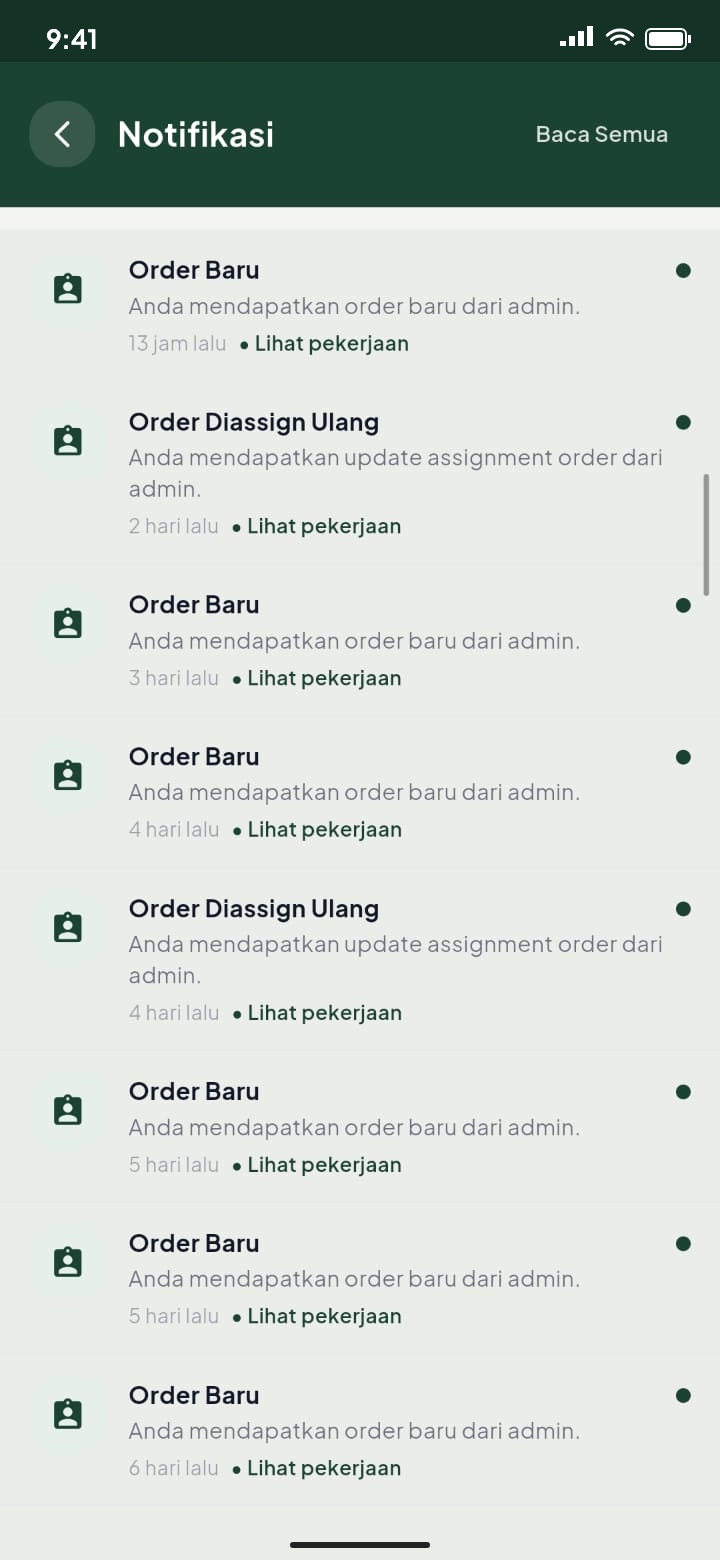 9:41
Notifikasi
Baca Semua
Order Baru
Anda mendapatkan order baru dari admin.
13 jam lalu • Lihat pekerjaan
Order Diassign Ulang
Anda mendapatkan update assignment order dari
admin.
2 hari lalu • Lihat pekerjaan
Order Baru
Anda mendapatkan order baru dari admin.
3 hari lalu • Lihat pekerjaan
Order Baru
Anda mendapatkan order baru dari admin.
4 hari lalu • Lihat pekerjaan
Order Diassign Ulang
Anda mendapatkan update assignment order dari
admin.
4 hari lalu • Lihat pekerjaan
Order Baru
Anda mendapatkan order baru dari admin.
5 hari lalu • Lihat pekerjaan
Order Baru
Anda mendapatkan order baru dari admin.
5 hari lalu • Lihat pekerjaan
Order Baru
Anda mendapatkan order baru dari admin.
6 hari lalu • Lihat pekerjaan